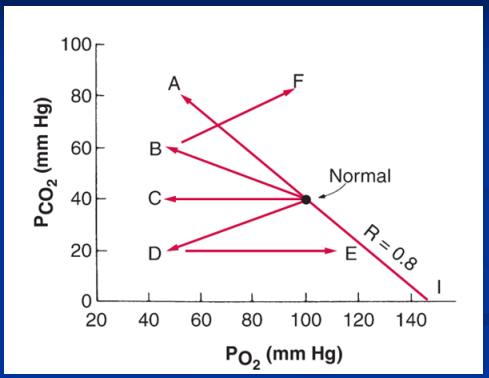 100
A
F
80
B
60
Normal
C
40
R = 0.8
D
E
20
I
0
20 40 60 80 100 120 140
PCO₂ (mm Hg)
PO₂ (mm Hg)